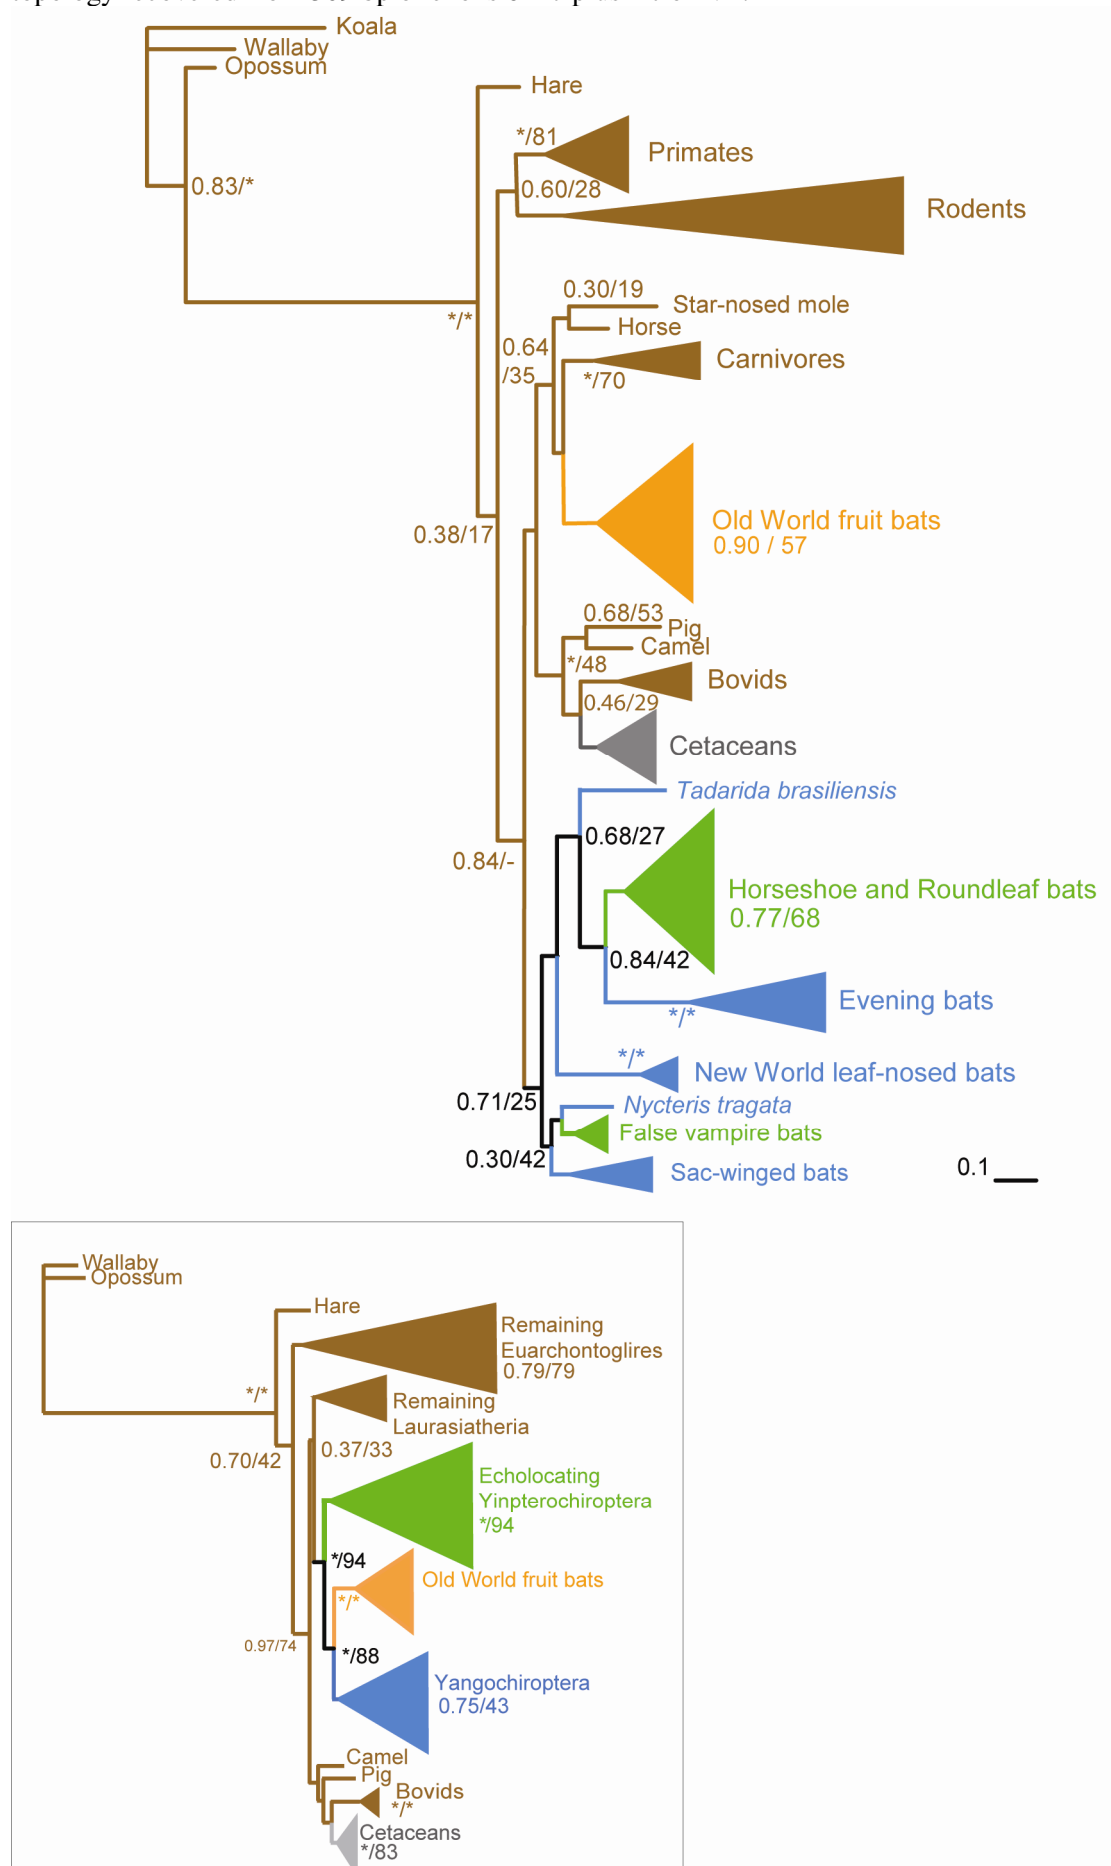 Koala
Wallaby
Opossum
Hare
*/81
Primates
0.83/*
0.60/28
Rodents
0.30/19
Star-nosed mole
*/*
Horse
0.64
/35
Carnivores
*/70
Old World fruit bats
0.90 / 57
0.38/17
0.68/53
Pig
Camel
*/48
Bovids
0.46/29
Cetaceans
Tadarida brasiliensis
0.68/27
0.84/-
Horseshoe and Roundleaf bats
0.77/68
0.84/42
Evening bats
*/*
*/*
New World leaf-nosed bats
0.71/25
Nycteris tragata
False vampire bats
0.30/42
Sac-winged bats
0.1
Wallaby
Opossum
Hare
Remaining
Euarchontoglires
0.79/79
*/*
Remaining
Laurasiatheria
0.70/42
0.37/33
Echolocating
Yinpterochiroptera
*/94
*/94
Old World fruit bats
*/*
0.97/74
*/88
Yangochiroptera
0.75/43
Camel
Pig
Bovids
*/*
Cetaceans
*/83